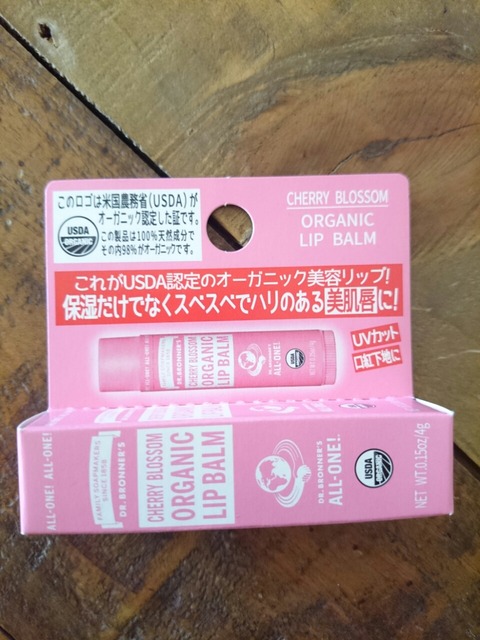 このロゴは米国農務省(USDA)が
オーガニック認定した証です。
USDA
ORGANIC
この製品は100%天然成分で
その内98%がオーガニックです。
CHERRY BLOSSOM
ORGANIC
LIP BALM
これがUSDA認定のオーガニック美容リップ!
保湿だけでなくスベスベでハリのある美肌唇に!
UVカット
口紅下地に
DR. BRONNER'S
CHERRY BLOSSOM
ORGANIC
LIP BALM
ALL-ONE!
USDA
ORGANIC
ALL-ONE! ALL-ONE!
FAMILY SOAPMAKERS
SINCE 1858
DR. BRONNER'S
CHERRY BLOSSOM
ORGANIC
LIP BALM
DR. BRONNER'S
ALL-ONE!
USDA
ORGANIC
NET WT. 0.15oz/4g